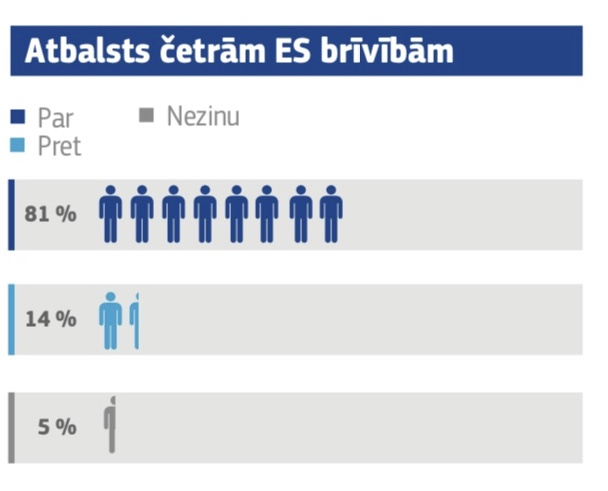 Atbalsts četrām ES brīvībām
Par
Nezinu
Pret
81 %
14 %
5 %